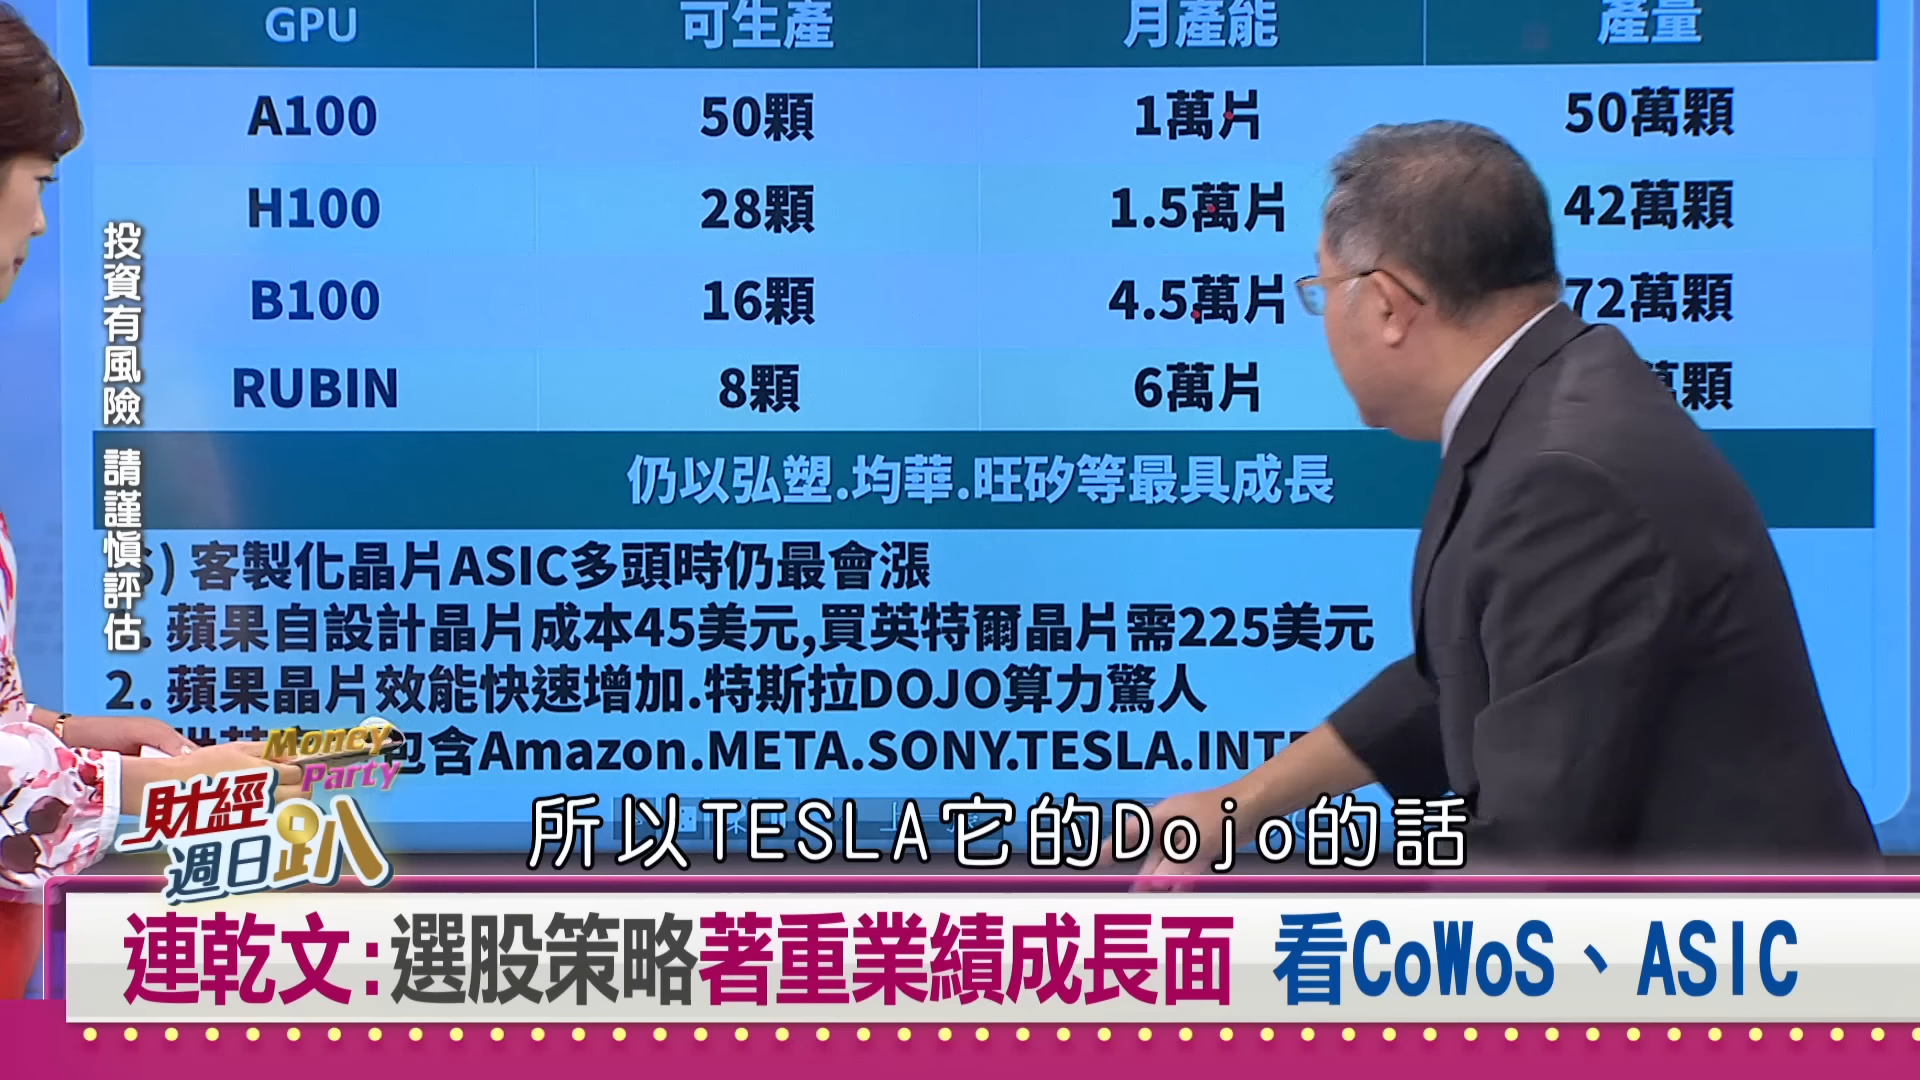 GPU 可生產 月產能 產量
A100 50顆 1萬片 50萬顆
H100 28顆 1.5萬片 42萬顆
B100 16顆 4.5萬片 72萬顆
RUBIN 8顆 6萬片 萬顆
仍以弘塑.均華.旺矽等最具成長
) 客製化晶片ASIC多頭時仍最會漲
蘋果自設計晶片成本45美元,買英特爾晶片需225美元
2. 蘋果晶片效能快速增加.特斯拉DOJO算力驚人
包含Amazon.META.SONY.TESLA.INTE
投資有風險 請謹慎評估
Money Party
財經週日趴
所以TESLA它的Dojo的話
連乾文:選股策略著重業績成長面 看CoWoS、ASIC